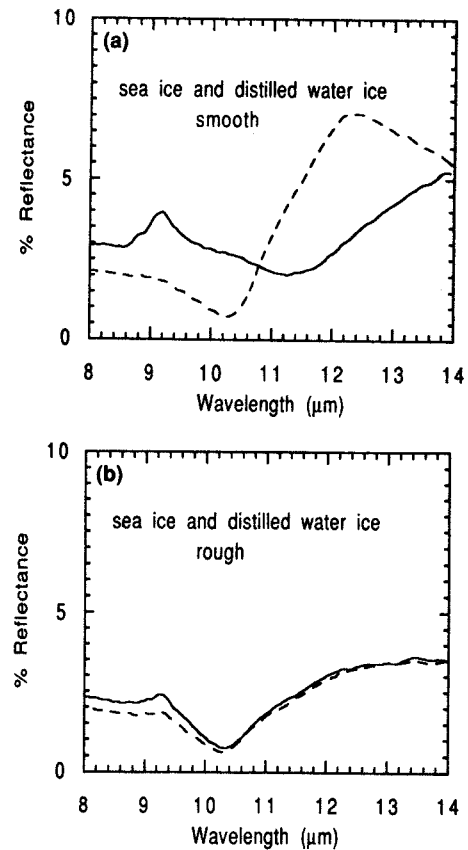 10
(a)
sea ice and distilled water ice
smooth
5
% Reflectance
0
8 9 10 11 12 13 14
Wavelength (μm)
10
(b)
sea ice and distilled water ice
rough
5
% Reflectance
0
8 9 10 11 12 13 14
Wavelength (μm)